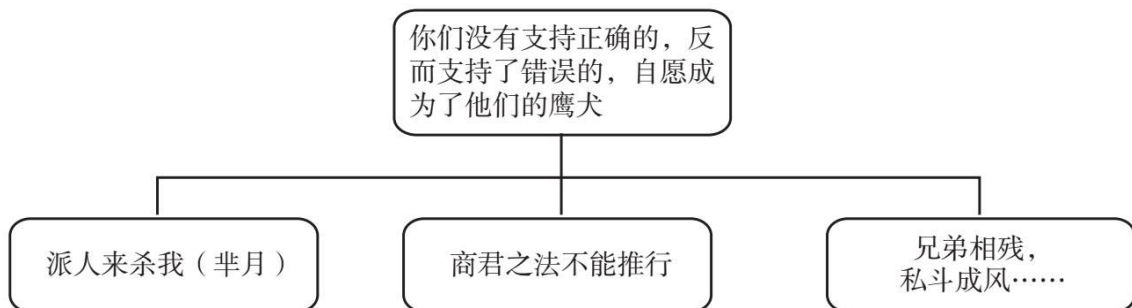 你们没有支持正确的，反
而支持了错误的，自愿成
为了他们的鹰犬
派人来杀我（芈月）
商君之法不能推行
兄弟相残，
私斗成风……